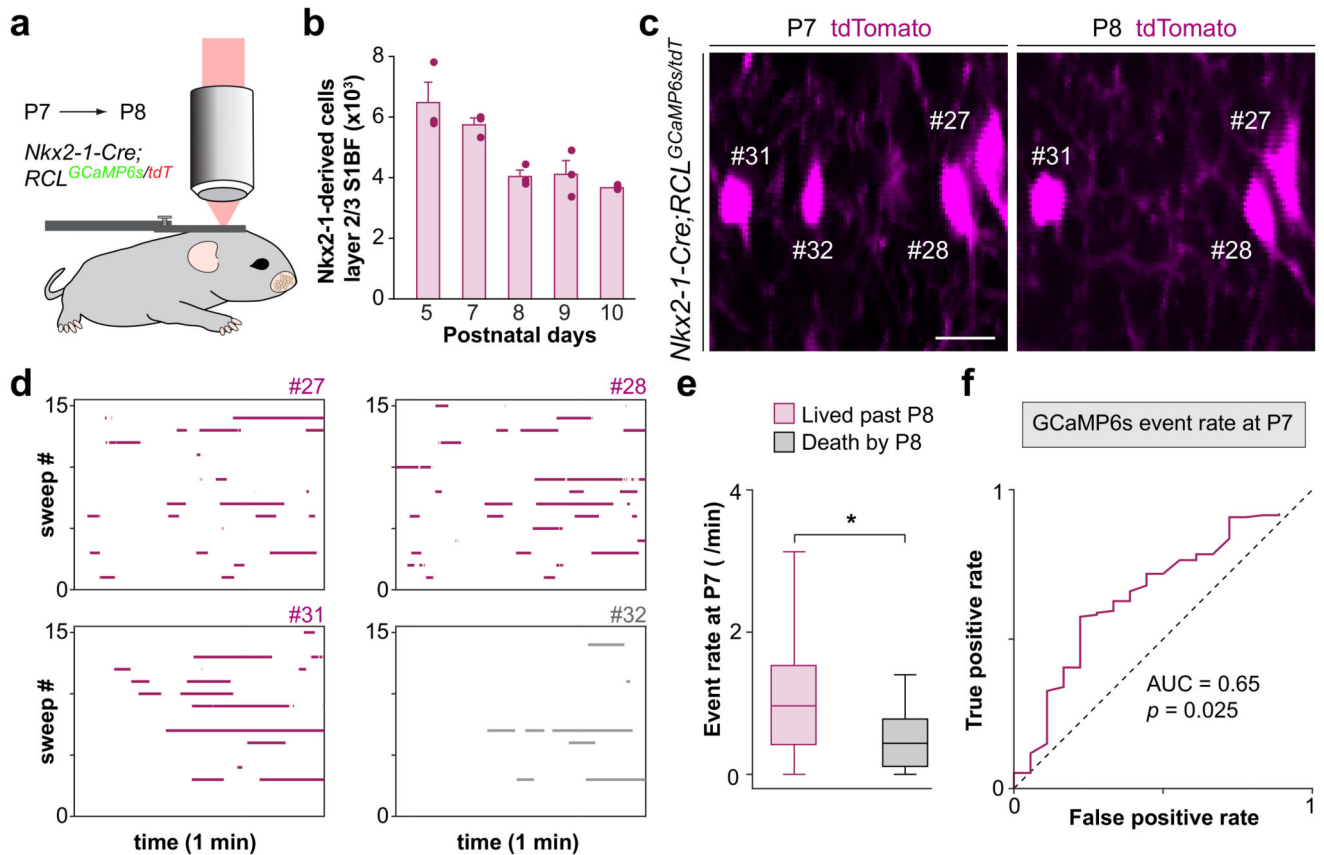 a
P7 → P8
Nkx2-1-Cre;
RCL^GCaMP6s/tdT
b
Nkx2-1-derived cells
layer 2/3 S1BF (x10³)
8
6
4
2
0
5 7 8 9 10
Postnatal days
c
P7 tdTomato
P8 tdTomato
Nkx2-1-Cre;RCL^GCaMP6s/tdT
#27
#31
#32
#28
#27
#31
#28
d
#27
15
sweep #
0
#28
#31
15
sweep #
0
time (1 min)
#32
15
0
time (1 min)
e
Lived past P8
Death by P8
Event rate at P7 ( /min)
4
2
0
*
f
GCaMP6s event rate at P7
True positive rate
1
0
AUC = 0.65
p = 0.025
0 1
False positive rate